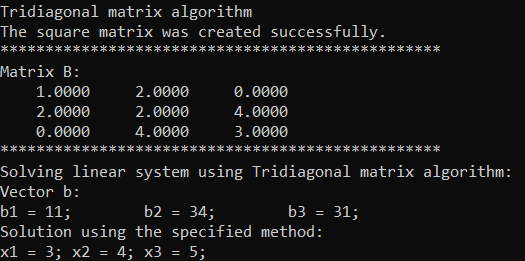 Tridiagonal matrix algorithm
The square matrix was created successfully.
*************************************************
Matrix B:
1.0000 2.0000 0.0000
2.0000 2.0000 4.0000
0.0000 4.0000 3.0000
*************************************************
Solving linear system using Tridiagonal matrix algorithm:
Vector b:
b1 = 11; b2 = 34; b3 = 31;
Solution using the specified method:
x1 = 3; x2 = 4; x3 = 5;